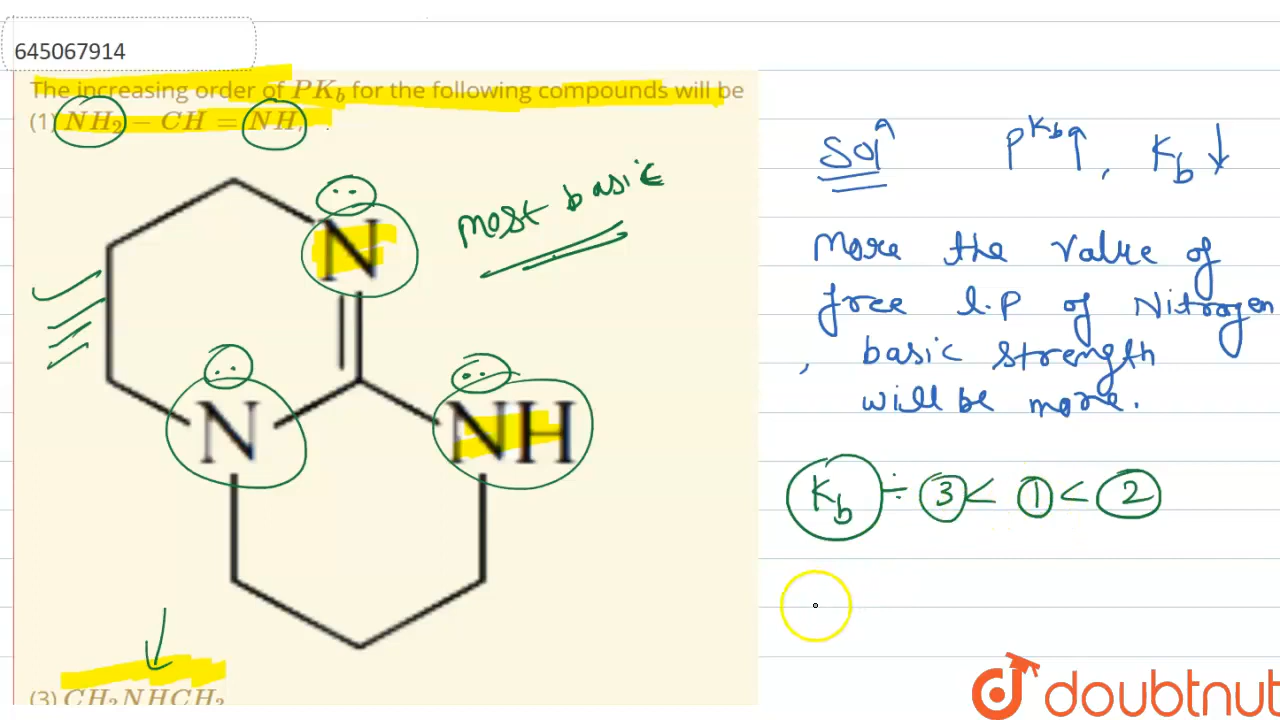 645067914
The increasing order of PK_b for the following compounds will be
(1) NH_2 − CH = NH,
Sol^n P^{K_b}↑, K_b↓
N
most basic
More the value of
free l.P of Nitrogen
, basic strength
will be more.
N NH
K_b ÷ 3 < 1 < 2
(3) CH_3NHCH_3
doubtnut